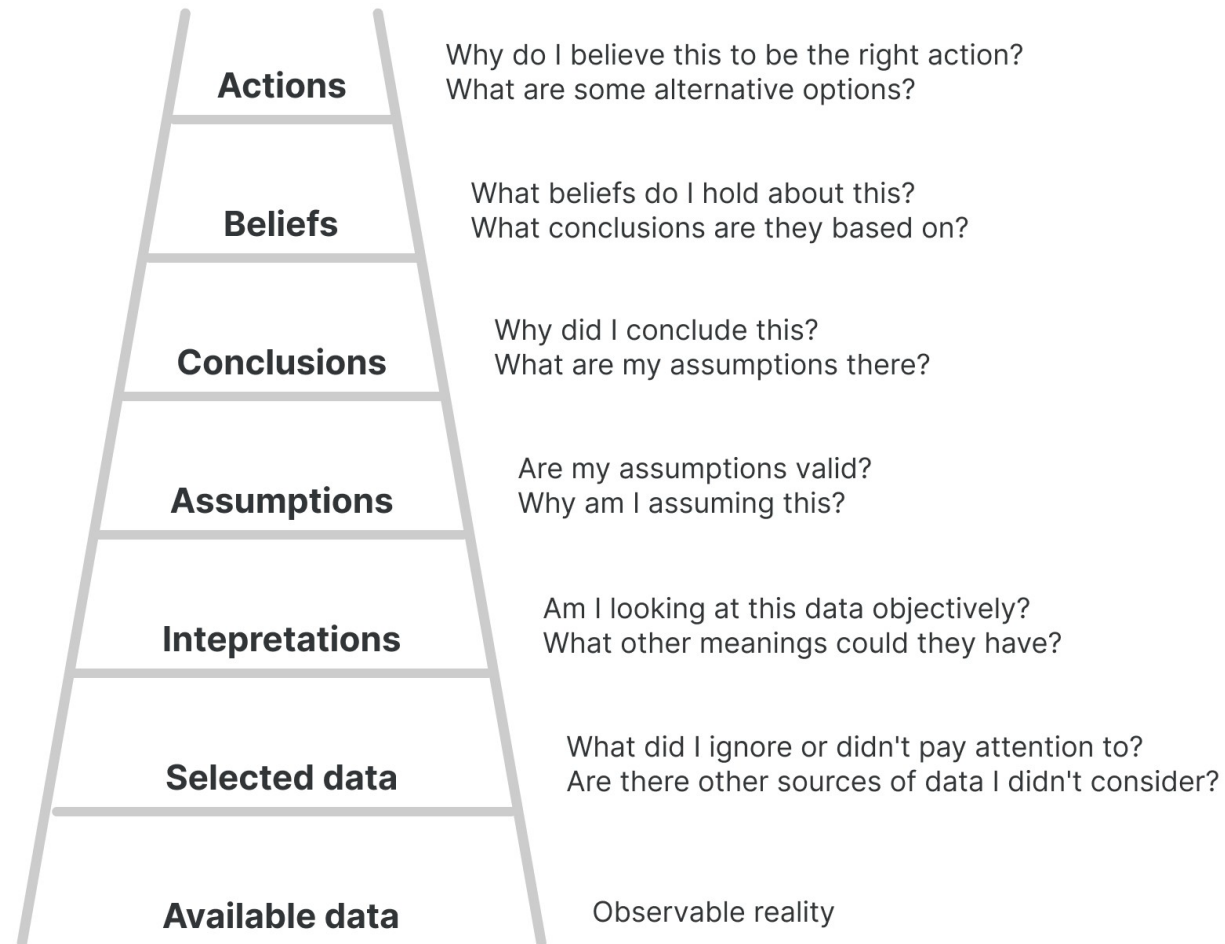 Actions
Why do I believe this to be the right action?
What are some alternative options?
Beliefs
What beliefs do I hold about this?
What conclusions are they based on?
Conclusions
Why did I conclude this?
What are my assumptions there?
Assumptions
Are my assumptions valid?
Why am I assuming this?
Intepretations
Am I looking at this data objectively?
What other meanings could they have?
Selected data
What did I ignore or didn't pay attention to?
Are there other sources of data I didn't consider?
Available data
Observable reality